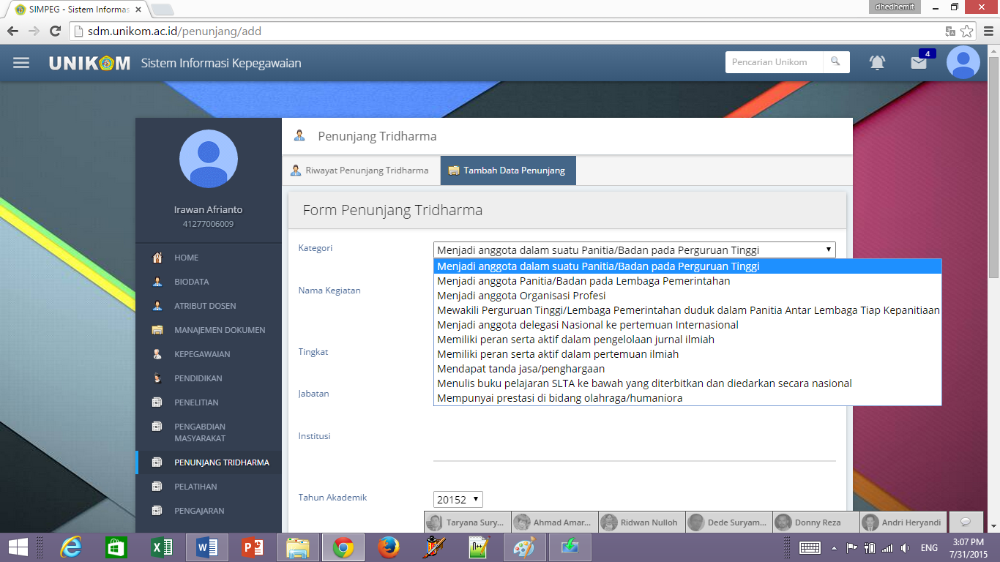 SIMPEG - Sistem Informas
dhedhemit
sdm.unikom.ac.id/penunjang/add
UNIKOM Sistem Informasi Kepegawaian
Pencarian Unikom
4
Penunjang Tridharma
Riwayat Penunjang Tridharma
Tambah Data Penunjang
Irawan Afrianto
41277006009
HOME
BIODATA
ATRIBUT DOSEN
MANAJEMEN DOKUMEN
KEPEGAWAIAN
PENDIDIKAN
PENELITIAN
PENGABDIAN
MASYARAKAT
PENUNJANG TRIDHARMA
PELATIHAN
PENGAJARAN
Form Penunjang Tridharma
Kategori
Menjadi anggota dalam suatu Panitia/Badan pada Perguruan Tinggi
Menjadi anggota dalam suatu Panitia/Badan pada Perguruan Tinggi
Menjadi anggota Panitia/Badan pada Lembaga Pemerintahan
Menjadi anggota Organisasi Profesi
Mewakili Perguruan Tinggi/Lembaga Pemerintahan duduk dalam Panitia Antar Lembaga Tiap Kepanitiaan
Menjadi anggota delegasi Nasional ke pertemuan Internasional
Memiliki peran serta aktif dalam pengelolaan jurnal ilmiah
Memiliki peran serta aktif dalam pertemuan ilmiah
Mendapat tanda jasa/penghargaan
Menulis buku pelajaran SLTA ke bawah yang diterbitkan dan diedarkan secara nasional
Mempunyai prestasi di bidang olahraga/humaniora
Nama Kegiatan
Tingkat
Jabatan
Institusi
Tahun Akademik
20152
Taryana Sury...
Ahmad Amar...
Ridwan Nulloh
Dede Suryam...
Donny Reza
Andri Heryandi
ENG
3:07 PM
7/31/2015